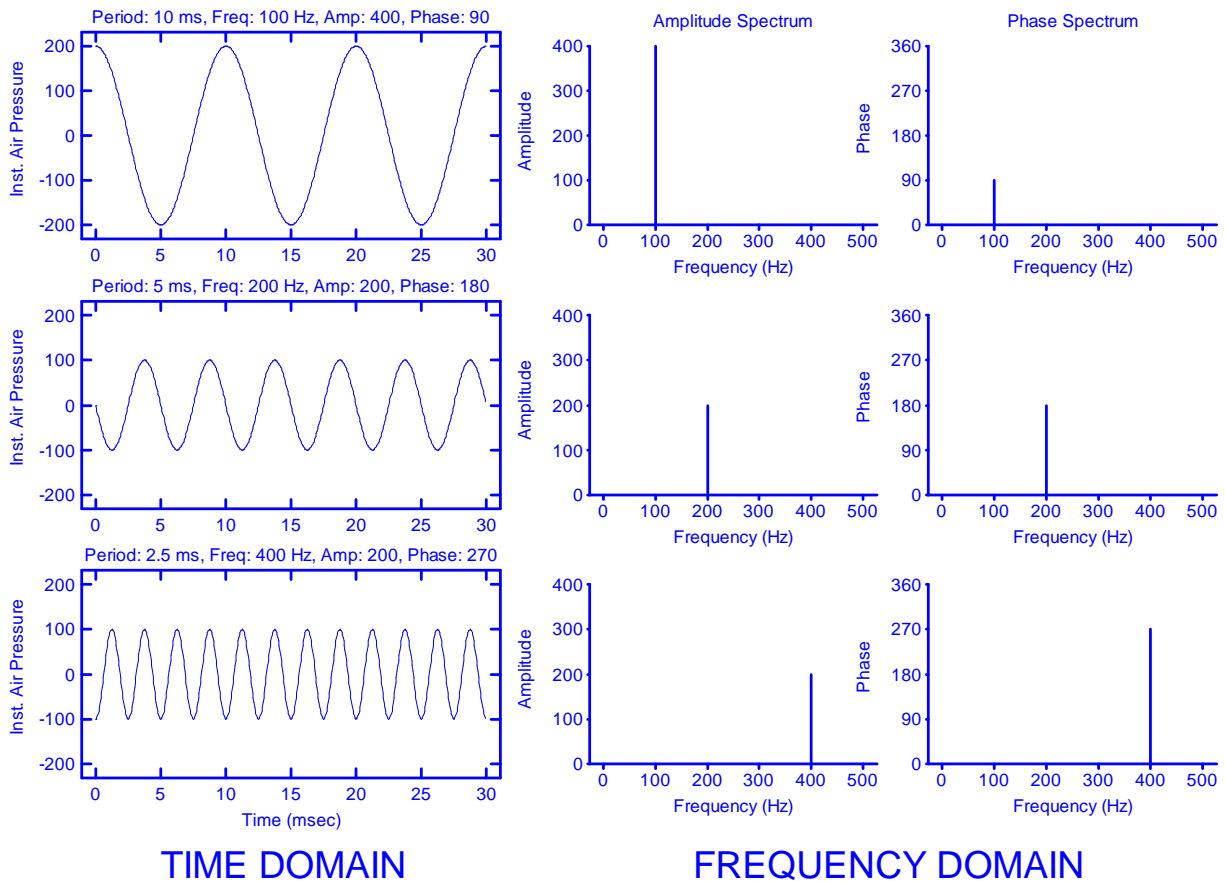 Period: 10 ms, Freq: 100 Hz, Amp: 400, Phase: 90
Inst. Air Pressure
200
100
0
-100
-200
0 5 10 15 20 25 30
Amplitude Spectrum
Amplitude
400
300
200
100
0
0 100 200 300 400 500
Frequency (Hz)
Phase Spectrum
Phase
360
270
180
90
0
0 100 200 300 400 500
Frequency (Hz)
Period: 5 ms, Freq: 200 Hz, Amp: 200, Phase: 180
Inst. Air Pressure
200
100
0
-100
-200
0 5 10 15 20 25 30
Amplitude
400
300
200
100
0
0 100 200 300 400 500
Frequency (Hz)
Phase
360
270
180
90
0
0 100 200 300 400 500
Frequency (Hz)
Period: 2.5 ms, Freq: 400 Hz, Amp: 200, Phase: 270
Inst. Air Pressure
200
100
0
-100
-200
0 5 10 15 20 25 30
Time (msec)
Amplitude
400
300
200
100
0
0 100 200 300 400 500
Frequency (Hz)
Phase
360
270
180
90
0
0 100 200 300 400 500
Frequency (Hz)
TIME DOMAIN
FREQUENCY DOMAIN